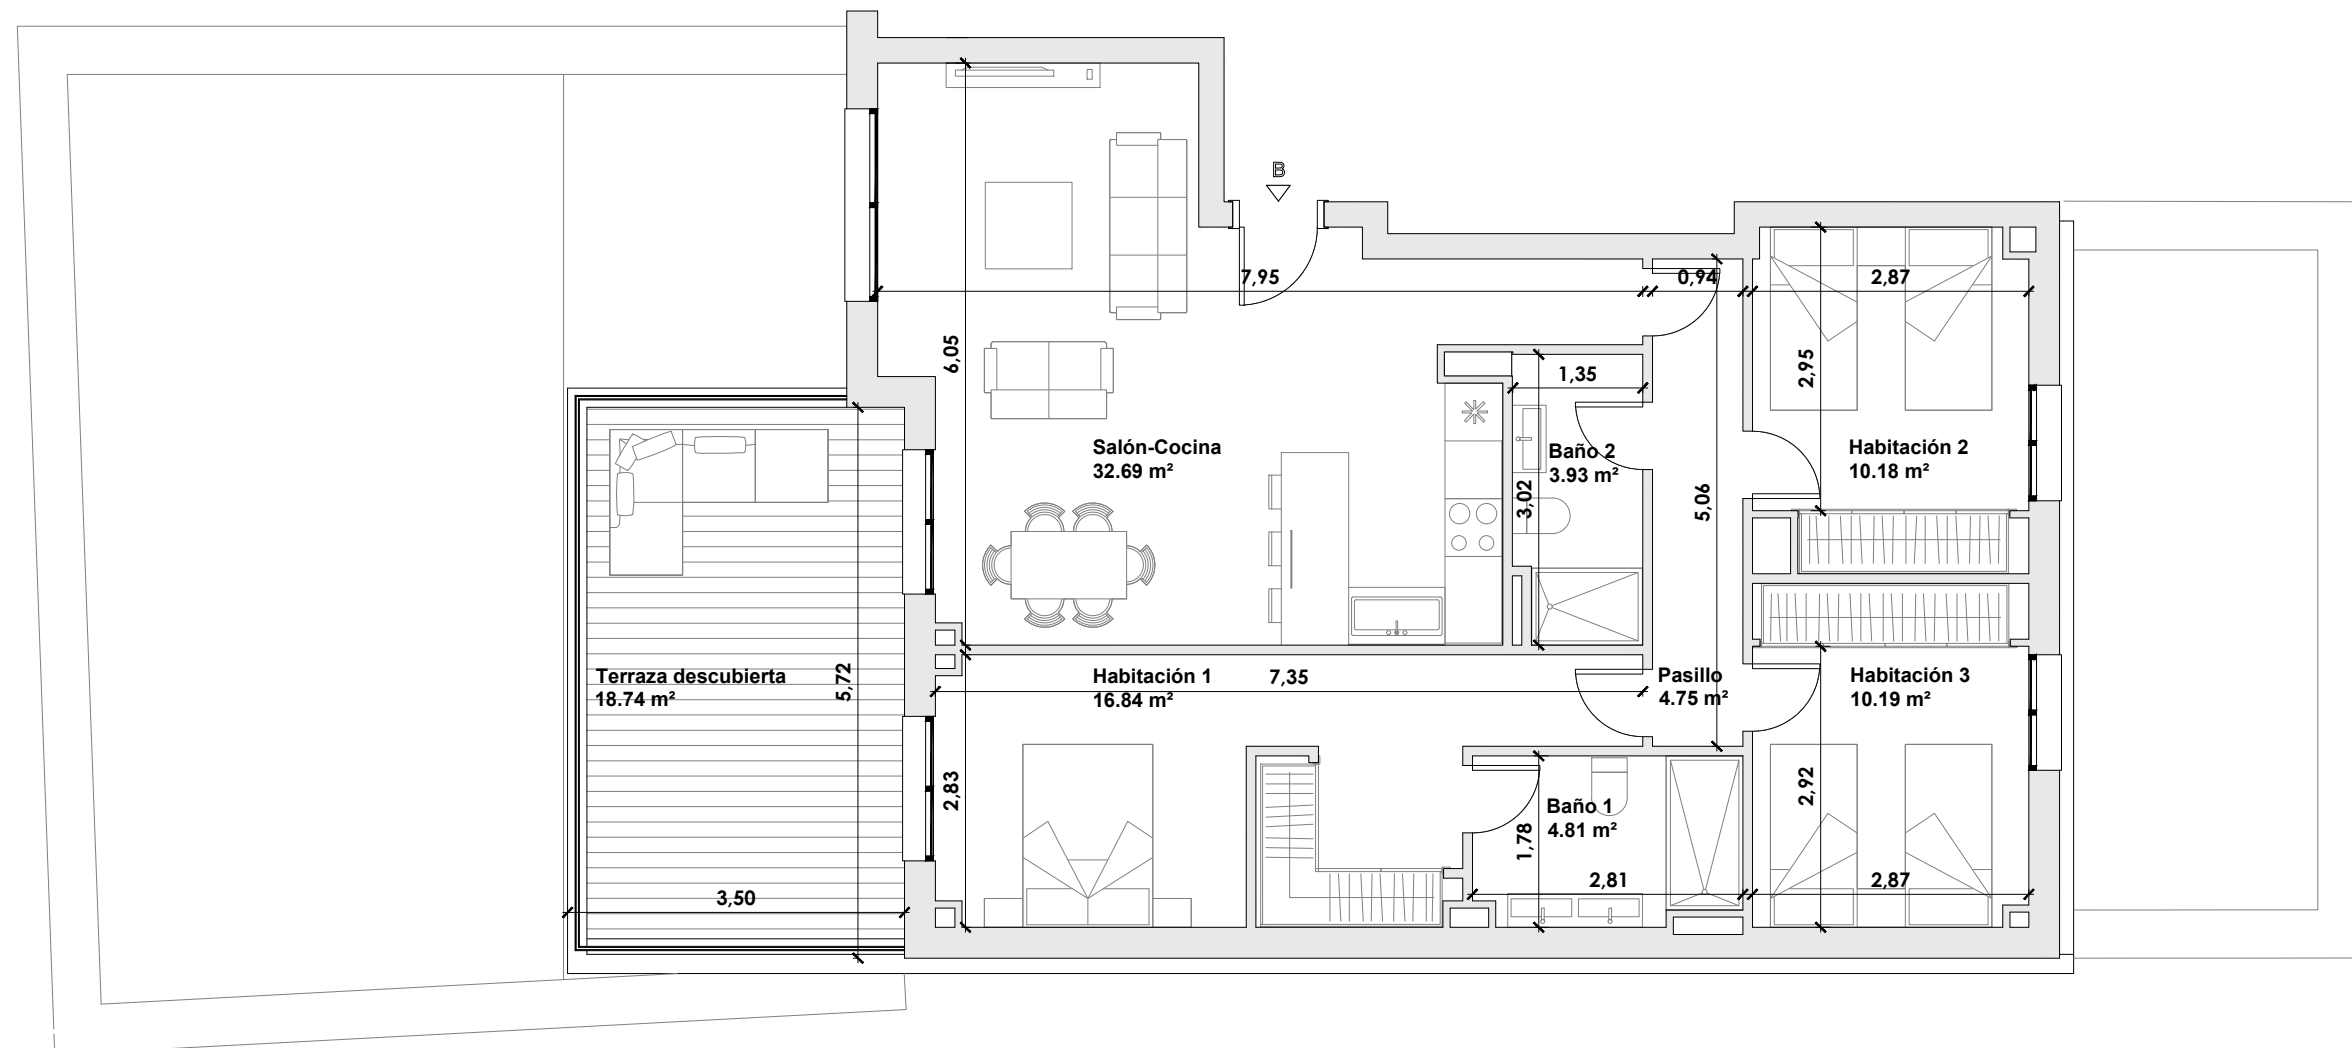 B
7,95
0,94
2,87
6,05
2,95
1,35
Salón-Cocina
32.69 m²
Baño 2
3.93 m²
Habitación 2
10.18 m²
3,02
5,06
Terraza descubierta
18.74 m²
5,72
Habitación 1
16.84 m²
7,35
Pasillo
4.75 m²
Habitación 3
10.19 m²
2,83
2,92
Baño 1
4.81 m²
1,78
2,81
2,87
3,50